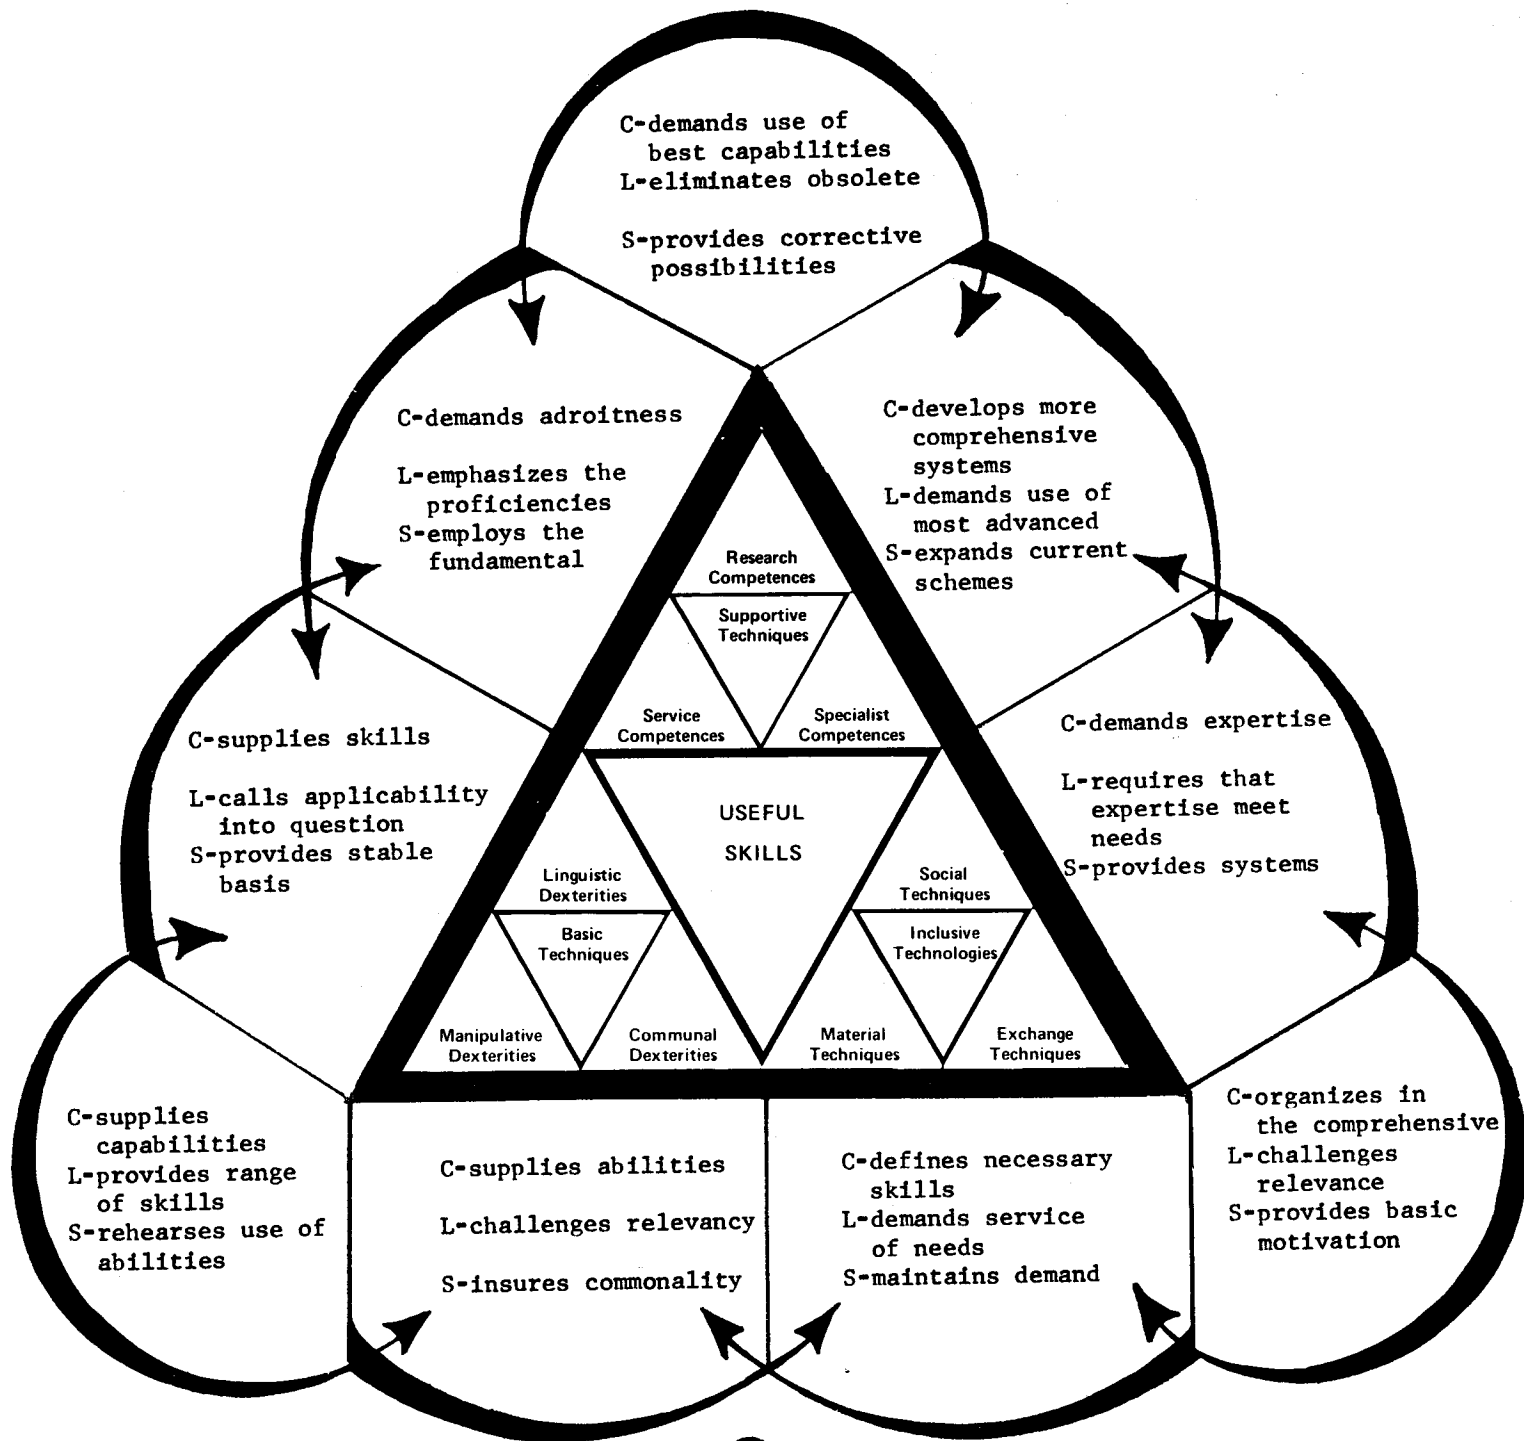 C-demands use of
best capabilities
L-eliminates obsolete
S-provides corrective
possibilities
C-demands adroitness
L-emphasizes the
proficiencies
S-employs the
fundamental
C-develops more
comprehensive
systems
L-demands use of
most advanced
S-expands current
schemes
Research
Competences
Supportive
Techniques
Service
Competences
Specialist
Competences
C-supplies skills
L-calls applicability
into question
S-provides stable
basis
C-demands expertise
L-requires that
expertise meet
needs
S-provides systems
USEFUL
SKILLS
Linguistic
Dexterities
Basic
Techniques
Manipulative
Dexterities
Communal
Dexterities
Social
Techniques
Inclusive
Technologies
Material
Techniques
Exchange
Techniques
C-supplies
capabilities
L-provides range
of skills
S-rehearses use of
abilities
C-supplies abilities
L-challenges relevancy
S-insures commonality
C-defines necessary
skills
L-demands service
of needs
S-maintains demand
C-organizes in
the comprehensive
L-challenges
relevance
S-provides basic
motivation